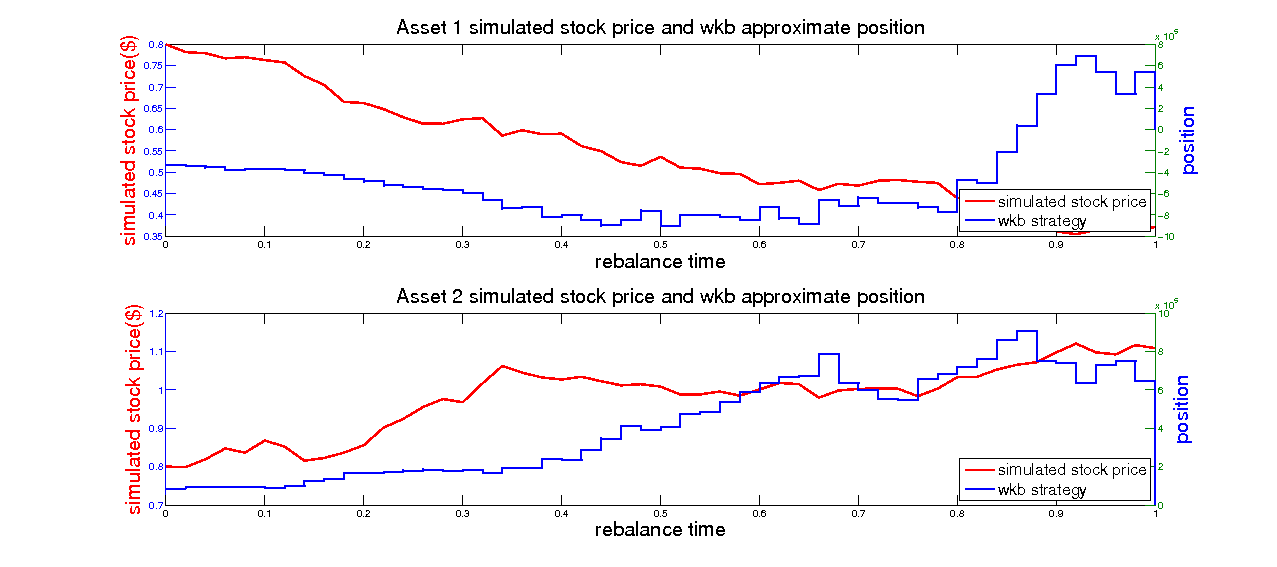 Asset 1 simulated stock price and wkb approximate position
simulated stock price($)
0.8
0.75
0.7
0.65
0.6
0.55
0.5
0.45
0.4
0.35
x 10^5
8
6
4
2
0
−2
−4
−6
−8
−10
position
simulated stock price
wkb strategy
0 0.1 0.2 0.3 0.4 0.5 0.6 0.7 0.8 0.9 1
rebalance time
Asset 2 simulated stock price and wkb approximate position
simulated stock price($)
1.2
1.1
1
0.9
0.8
0.7
x 10^5
10
8
6
4
2
0
position
simulated stock price
wkb strategy
0 0.1 0.2 0.3 0.4 0.5 0.6 0.7 0.8 0.9 1
rebalance time